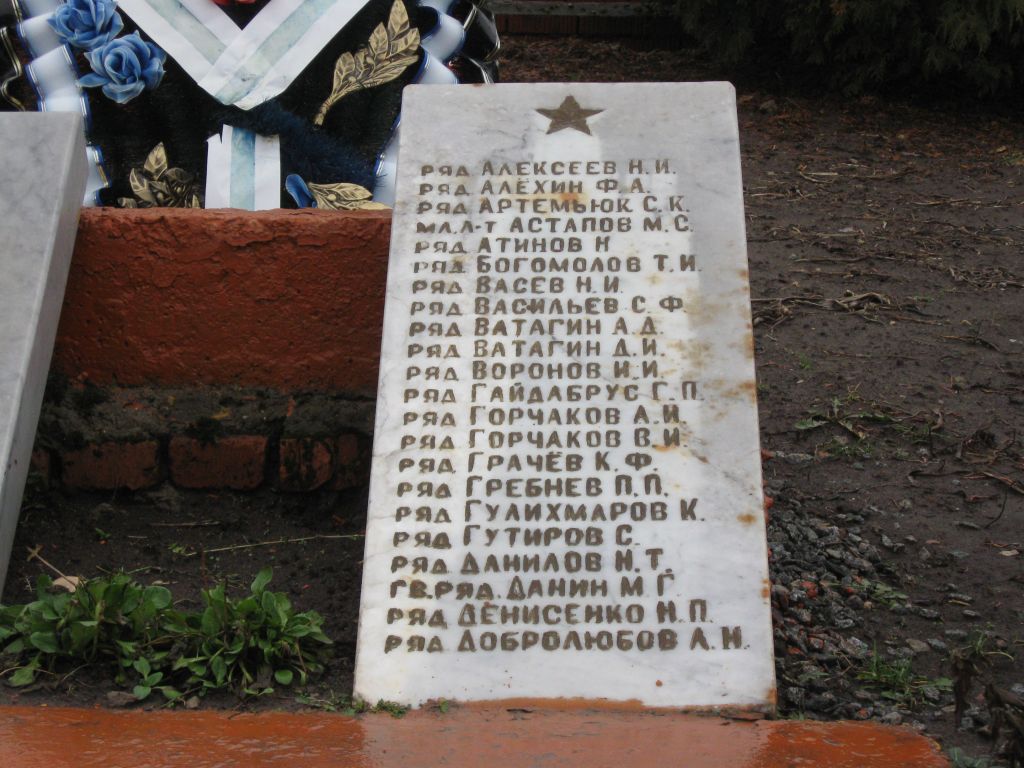 РЯД АЛЕКСЕЕВ Н.И.
РЯД. АЛЁХИН Ф.А.
РЯД. АРТЕМЬЮК С.К.
МЛ.Л-Т АСТАПОВ М.С.
РЯД. АТИНОВ Н
РЯД. БОГОМОЛОВ Т.И.
РЯД. ВАСЕВ Н.И.
РЯД. ВАСИЛЬЕВ С.Ф.
РЯД. ВАТАГИН А.Д.
РЯД. ВАТАГИН Д.И.
РЯД. ВОРОНОВ И.И.
РЯД. ГАЙДАБРУС Г.П.
РЯД. ГОРЧАКОВ А.И.
РЯД. ГОРЧАКОВ В.И.
РЯД. ГРАЧЁВ К.Ф.
РЯД. ГРЕБНЕВ П.П.
РЯД. ГУЛИХМАРОВ К.
РЯД. ГУТИРОВ С.
РЯД. ДАНИЛОВ Н.Т.
ГВ.РЯД. ДАНИН М.Г.
РЯД. ДЕНИСЕНКО Н.П.
РЯД. ДОБРОЛЮБОВ Л.Н.